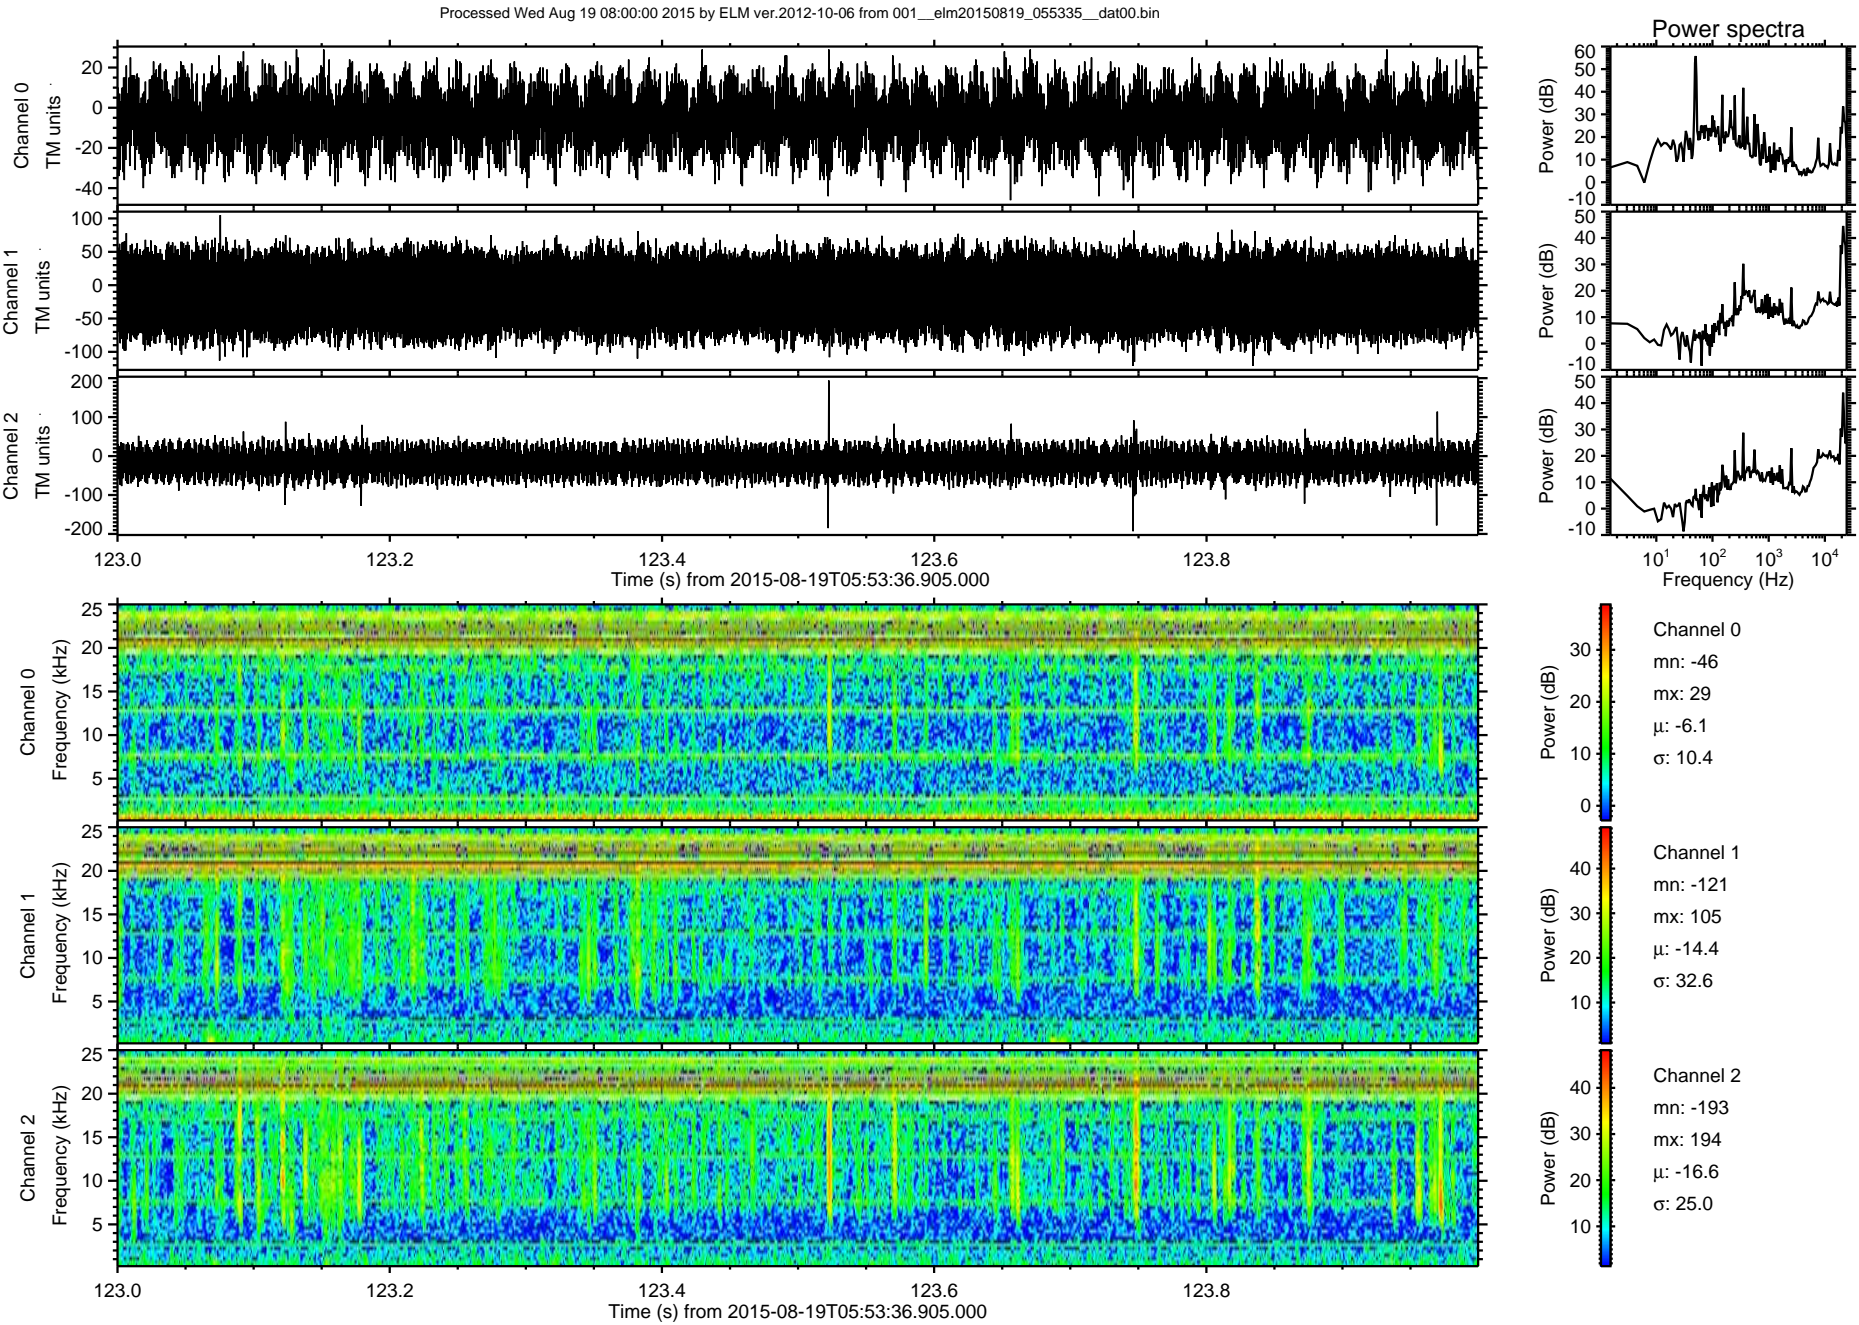 Processed Wed Aug 19 08:00:00 2015 by ELM ver.2012-10-06 from 001__elm20150819_055335__dat00.bin
Power spectra
Channel 0
TM units
20
0
-20
-40
Power (dB)
60
50
40
30
20
10
0
-10
Channel 1
TM units
100
50
0
-50
-100
Power (dB)
50
40
30
20
10
0
-10
Channel 2
TM units
200
100
0
-100
-200
Power (dB)
50
40
30
20
10
0
-10
123.0 123.2 123.4 123.6 123.8
Time (s) from 2015-08-19T05:53:36.905.000
10¹ 10² 10³ 10⁴
Frequency (Hz)
Channel 0
Frequency (kHz)
25
20
15
10
5
Power (dB)
30
20
10
0
Channel 0
mn: -46
mx: 29
μ: -6.1
σ: 10.4
Channel 1
Frequency (kHz)
25
20
15
10
5
Power (dB)
40
30
20
10
Channel 1
mn: -121
mx: 105
μ: -14.4
σ: 32.6
Channel 2
Frequency (kHz)
25
20
15
10
5
Power (dB)
40
30
20
10
Channel 2
mn: -193
mx: 194
μ: -16.6
σ: 25.0
123.0 123.2 123.4 123.6 123.8
Time (s) from 2015-08-19T05:53:36.905.000